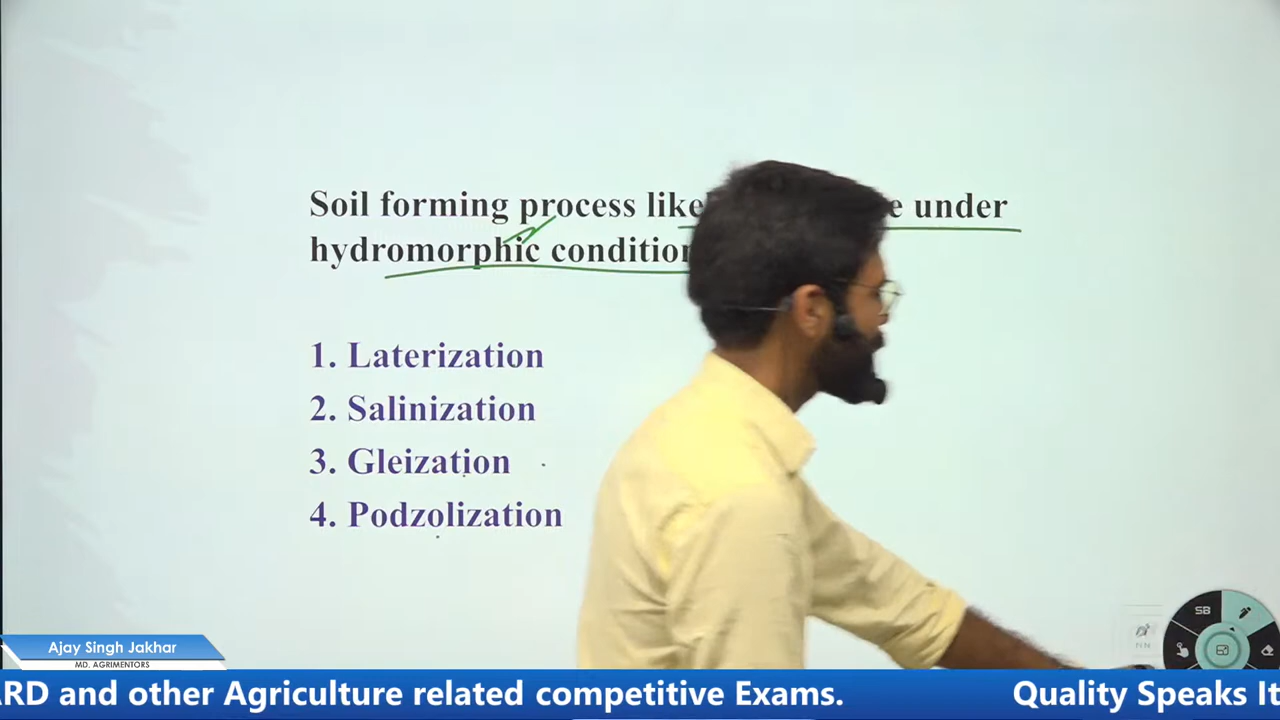 Soil forming process like e under
hydromorphic condition
1. Laterization
2. Salinization
3. Gleization
4. Podzolization
SB
Ajay Singh Jakhar
MD. AGRIMENTORS
ARD and other Agriculture related competitive Exams. Quality Speaks It